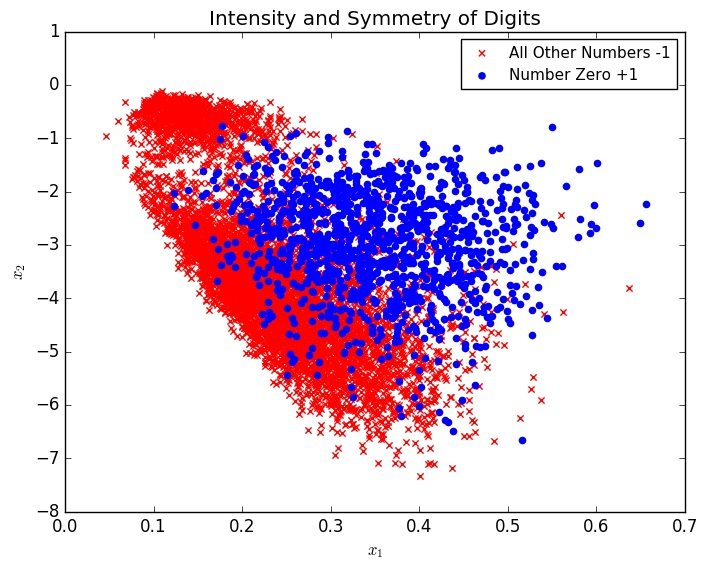 Intensity and Symmetry of Digits
All Other Numbers -1
Number Zero +1
1
0
−1
−2
−3
−4
−5
−6
−7
−8
x₂
0.0 0.1 0.2 0.3 0.4 0.5 0.6 0.7
x₁